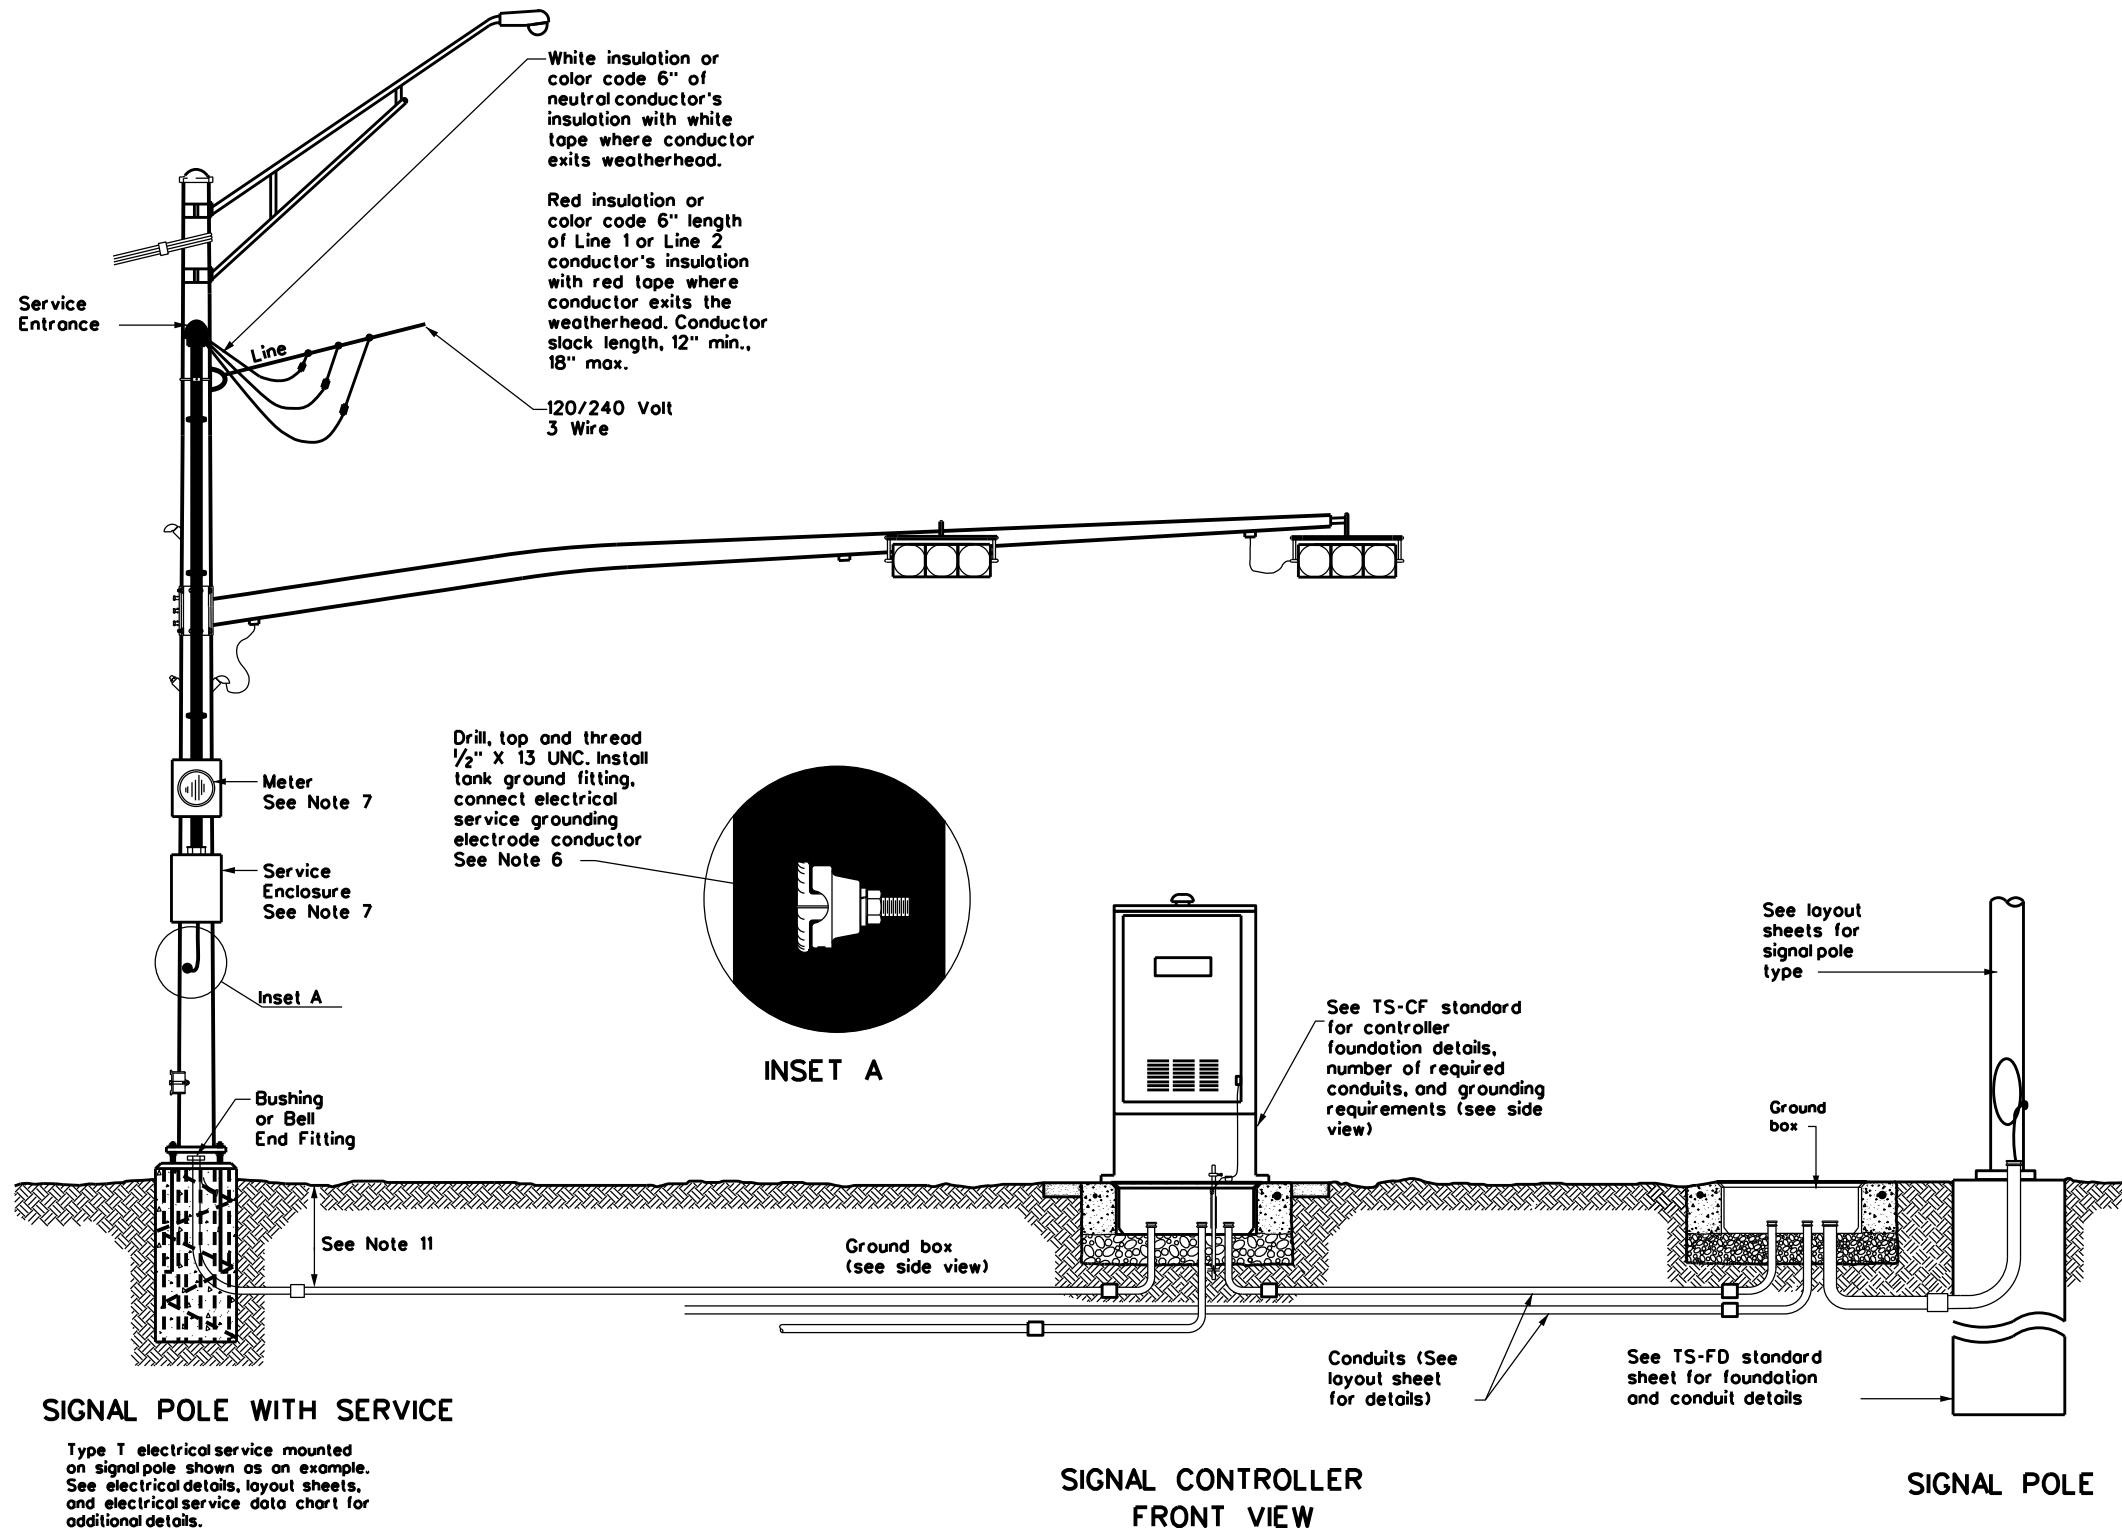 White insulation or
color code 6" of
neutral conductor's
insulation with white
tape where conductor
exits weatherhead.
Red insulation or
color code 6" length
of Line 1 or Line 2
conductor's insulation
with red tape where
conductor exits the
weatherhead. Conductor
slack length, 12" min.,
18" max.
Service
Entrance
Line
120/240 Volt
3 Wire
Drill, tap and thread
1/2" X 13 UNC. Install
tank ground fitting,
connect electrical
service grounding
electrode conductor
See Note 6
Meter
See Note 7
Service
Enclosure
See Note 7
Inset A
INSET A
Bushing
or Bell
End Fitting
See Note 11
See TS-CF standard
for controller
foundation details,
number of required
conduits, and grounding
requirements (see side
view)
See layout
sheets for
signal pole
type
Ground
box
Ground box
(see side view)
Conduits (See
layout sheet
for details)
See TS-FD standard
sheet for foundation
and conduit details
SIGNAL POLE WITH SERVICE
Type T electrical service mounted
on signal pole shown as an example.
See electrical details, layout sheets,
and electrical service data chart for
additional details.
SIGNAL CONTROLLER
FRONT VIEW
SIGNAL POLE